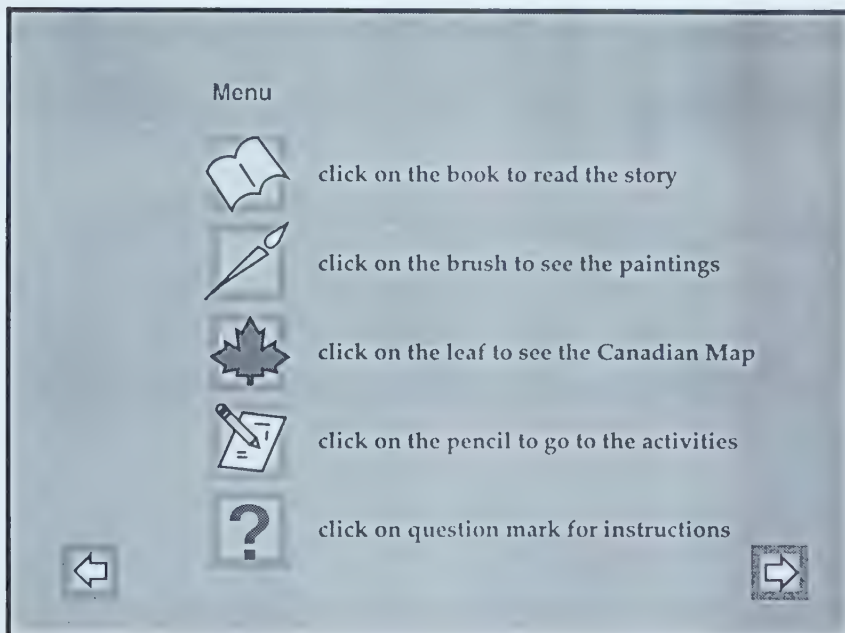 Menu
click on the book to read the story
click on the brush to see the paintings
click on the leaf to see the Canadian Map
click on the pencil to go to the activities
? click on question mark for instructions